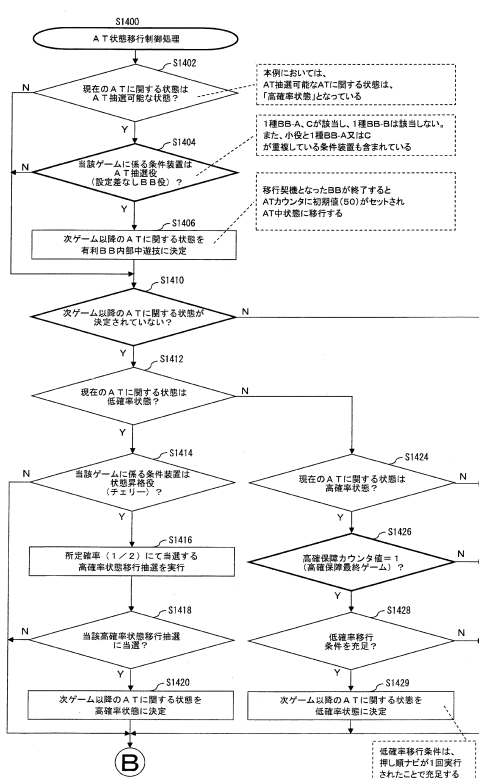 S1400
ＡＴ状態移行制御処理
S1402
現在のＡＴに関する状態は
ＡＴ抽選可能な状態？
N
Y
本例においては、
AT抽選可能なATに関する状態は、
「高確率状態」となっている
S1404
当該ゲームに係る条件装置は
ＡＴ抽選役
（設定差なしＢＢ役）？
N
Y
1種BB-A、Cが該当し、1種BB-Bは該当しない。
また、小役と1種BB-A又はC
が重複している条件装置も含まれている
S1406
次ゲーム以降のＡＴに関する状態を
有利ＢＢ内部中遊技に決定
移行契機となったBBが終了すると
ATカウンタに初期値(50)がセットされ
AT中状態に移行する
S1410
次ゲーム以降のＡＴに関する状態が
決定されていない？
N
Y
S1412
現在のＡＴに関する状態は
低確率状態？
N
Y
S1414
当該ゲームに係る条件装置は
状態昇格役
（チェリー）？
N
Y
S1416
所定確率（１／２）にて当選する
高確率状態移行抽選を実行
S1418
当該高確率状態移行抽選
に当選？
N
Y
S1420
次ゲーム以降のＡＴに関する状態を
高確率状態に決定
S1424
現在のＡＴに関する状態は
高確率状態？
N
Y
S1426
高確保障カウンタ値＝１
（高確保障最終ゲーム）？
N
Y
S1428
低確率移行
条件を充足？
N
Y
S1429
次ゲーム以降のＡＴに関する状態を
低確率状態に決定
低確率移行条件は、
押し順ナビが1回実行
されたことで充足する
B